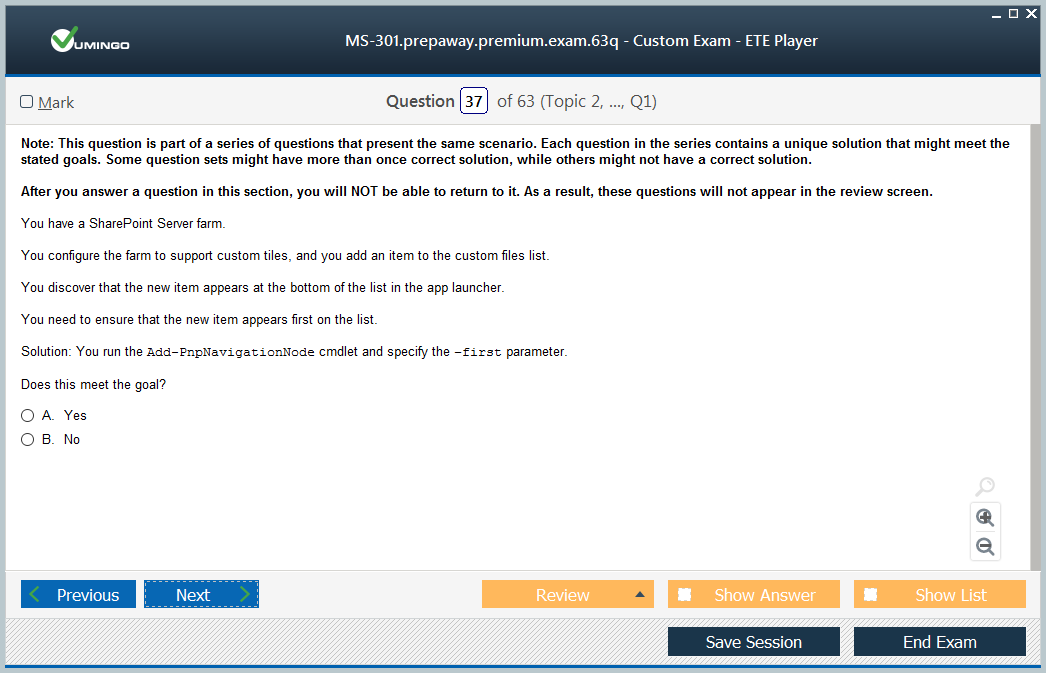 VUMINGO
MS-301.prepaway.premium.exam.63q - Custom Exam - ETE Player
Mark
Question 37 of 63 (Topic 2, ..., Q1)
Note: This question is part of a series of questions that present the same scenario. Each question in the series contains a unique solution that might meet the
stated goals. Some question sets might have more than once correct solution, while others might not have a correct solution.
After you answer a question in this section, you will NOT be able to return to it. As a result, these questions will not appear in the review screen.
You have a SharePoint Server farm.
You configure the farm to support custom tiles, and you add an item to the custom files list.
You discover that the new item appears at the bottom of the list in the app launcher.
You need to ensure that the new item appears first on the list.
Solution: You run the Add-PnpNavigationNode cmdlet and specify the -first parameter.
Does this meet the goal?
A. Yes
B. No
Previous
Next
Review
Show Answer
Show List
Save Session
End Exam